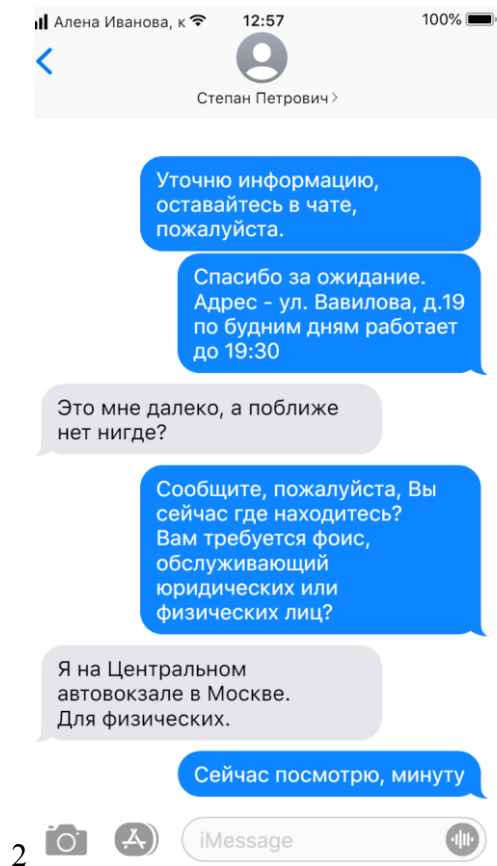 Алена Иванова, к 12:57 100%
Степан Петрович >
Уточню информацию,
оставайтесь в чате,
пожалуйста.
Спасибо за ожидание.
Адрес - ул. Вавилова, д.19
по будним дням работает
до 19:30
Это мне далеко, а поближе
нет нигде?
Сообщите, пожалуйста, Вы
сейчас где находитесь?
Вам требуется фоис,
обслуживающий
юридических или
физических лиц?
Я на Центральном
автовокзале в Москве.
Для физических.
Сейчас посмотрю, минуту
2 iMessage